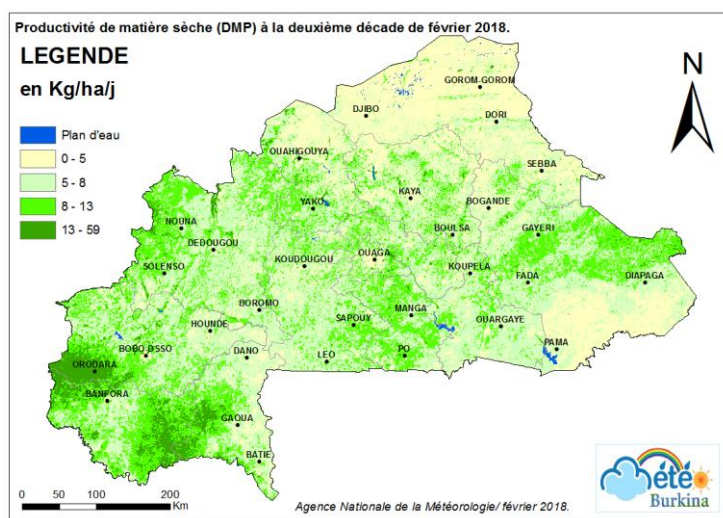 Productivité de matière sèche (DMP) à la deuxième décade de février 2018.
LEGENDE
en Kg/ha/j
Plan d'eau
0 - 5
5 - 8
8 - 13
13 - 59
N
GOROM-GOROM
DJIBO
DORI
OUAHIGOUYA
SEBBA
KAYA
YAKO
BOGANDE
NOUNA
BOULSA
GAYERI
DEDOUGOU
OUAGA
KOUDOUGOU
SOLENSO
KOUPELA
FADA
DIAPAGA
BOROMO
MANGA
SAPOUY
OUARGAYE
HOUNDE
PAMA
BOBO-D'SSO
DANO
LEO
PO
ORODARA
BANFORA
GAOUA
BATIE
0 50 100 200
Km
Agence Nationale de la Météorologie/ février 2018.
Météo
Burkina